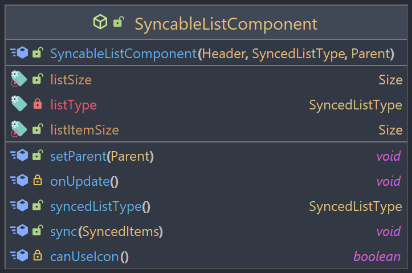 SyncableListComponent
SyncableListComponent(Header, SyncedListType, Parent)
listSize Size
listType SyncedListType
listItemSize Size
setParent(Parent) void
onUpdate() void
syncedListType() SyncedListType
sync(SyncedItems) void
canUseIcon() boolean